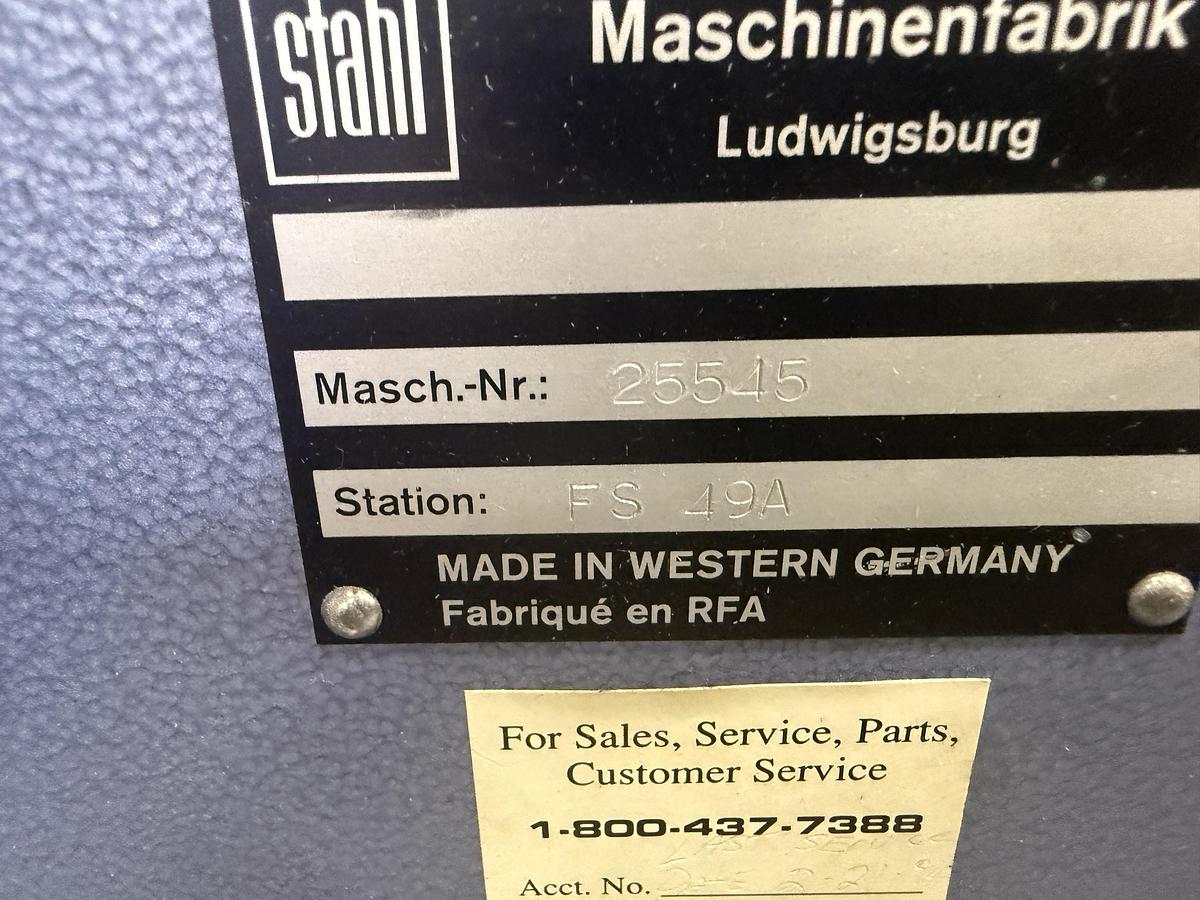 stahl
Maschinenfabrik
Ludwigsburg
Masch.-Nr.: 25545
Station: FS 49A
MADE IN WESTERN GERMANY
Fabriqué en RFA
For Sales, Service, Parts,
Customer Service
1-800-437-7388
Acct. No.